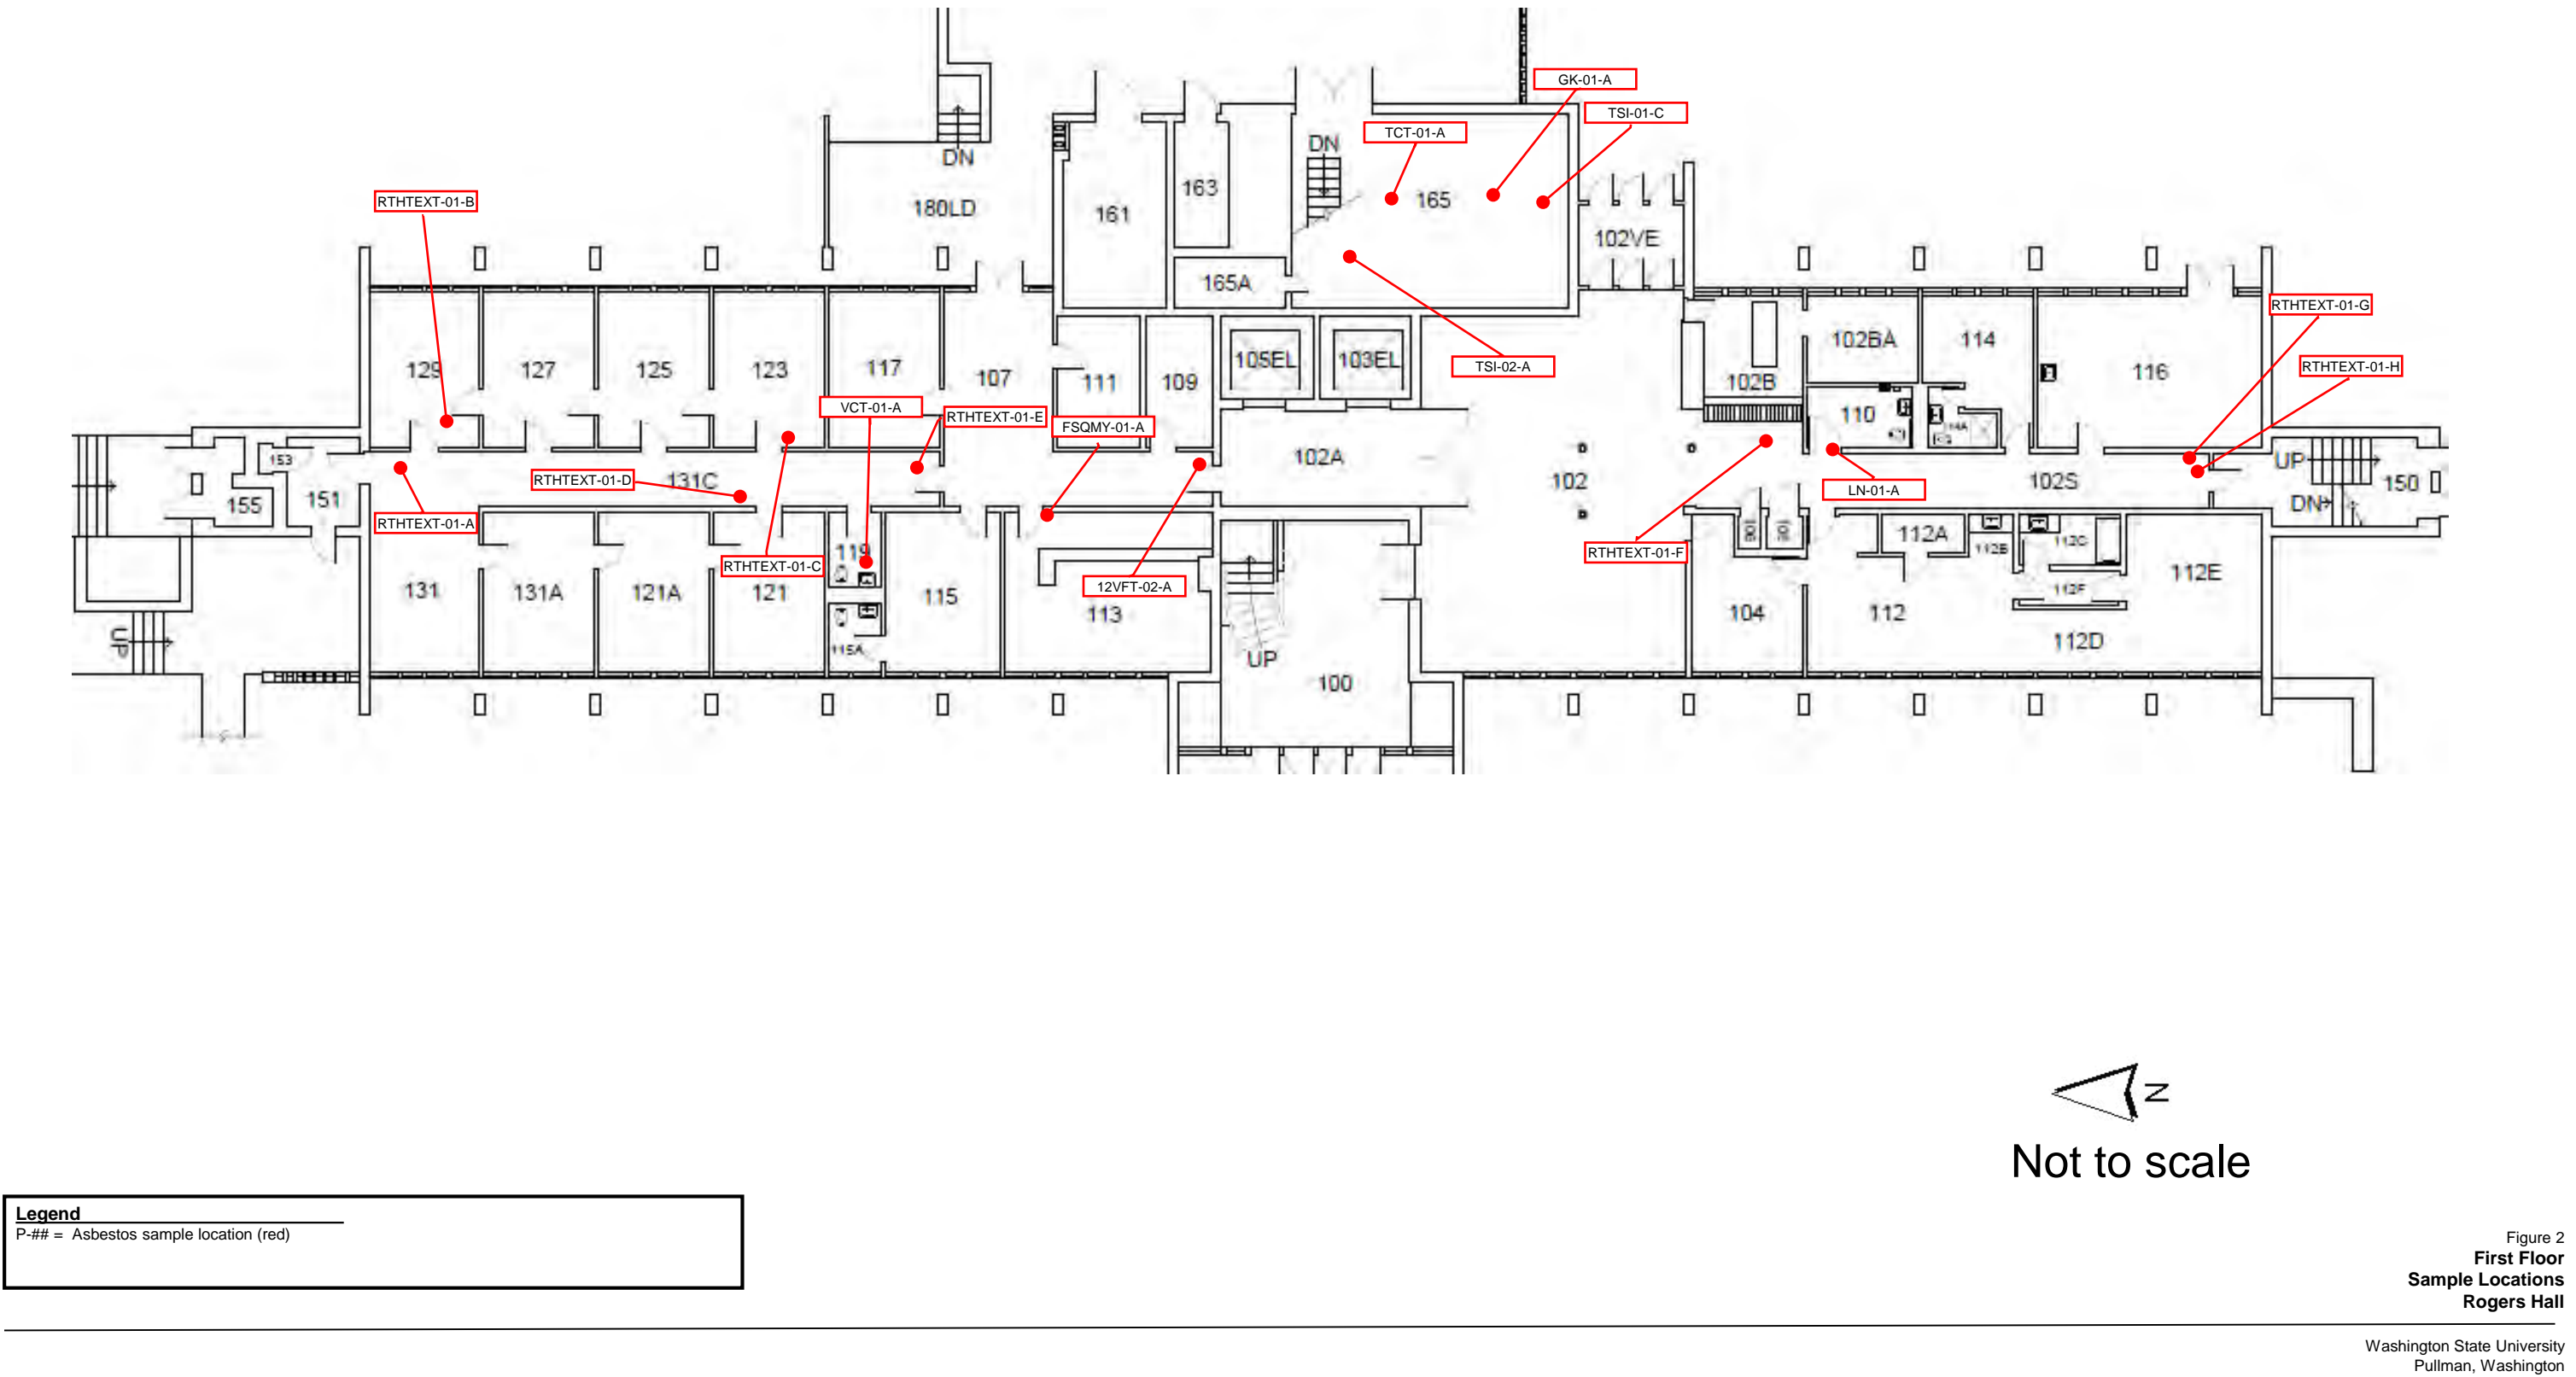 GK-01-A
TSI-01-C
TCT-01-A
DN
DN
163
165
RTHTEXT-01-B
180LD
161
102VE
165A
RTHTEXT-01-G
129
127
125
123
117
107
111
109
105EL
103EL
TSI-02-A
102B
102BA
114
116
RTHTEXT-01-H
VCT-01-A
RTHTEXT-01-E
FSQMY-01-A
110
114A
153
155
151
RTHTEXT-01-D
131C
102A
102
LN-01-A
102S
UP
DN
150
RTHTEXT-01-A
RTHTEXT-01-C
119
12VFT-02-A
RTHTEXT-01-F
112A
112B
112C
112E
112F
131
131A
121A
121
115
113
104
112
112D
UP
115A
UP
100
N
Not to scale
Legend
P-## = Asbestos sample location (red)
Figure 2
First Floor
Sample Locations
Rogers Hall
Washington State University
Pullman, Washington